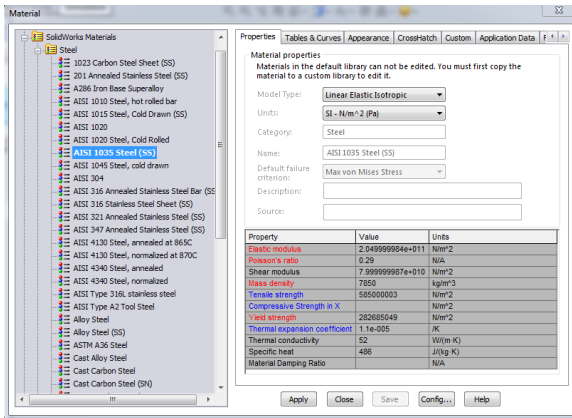 Material
SolidWorks Materials
Steel
1023 Carbon Steel Sheet (SS)
201 Annealed Stainless Steel (SS)
A286 Iron Base Superalloy
AISI 1010 Steel, hot rolled bar
AISI 1015 Steel, Cold Drawn (SS)
AISI 1020
AISI 1020 Steel, Cold Rolled
AISI 1035 Steel (SS)
AISI 1045 Steel, cold drawn
AISI 304
AISI 316 Annealed Stainless Steel Bar (SS
AISI 316 Stainless Steel Sheet (SS)
AISI 321 Annealed Stainless Steel (SS)
AISI 347 Annealed Stainless Steel (SS)
AISI 4130 Steel, annealed at 865C
AISI 4130 Steel, normalized at 870C
AISI 4340 Steel, annealed
AISI 4340 Steel, normalized
AISI Type 316L stainless steel
AISI Type A2 Tool Steel
Alloy Steel
Alloy Steel (SS)
ASTM A36 Steel
Cast Alloy Steel
Cast Carbon Steel
Cast Carbon Steel (SN)
Properties Tables & Curves Appearance CrossHatch Custom Application Data F
Material properties
Materials in the default library can not be edited. You must first copy the
material to a custom library to edit it.
Model Type: Linear Elastic Isotropic
Units: SI - N/m^2 (Pa)
Category: Steel
Name: AISI 1035 Steel (SS)
Default failure
criterion: Max von Mises Stress
Description:
Source:
Property Value Units
Elastic modulus 2.049999984e+011 N/m^2
Poisson's ratio 0.29 N/A
Shear modulus 7.999999987e+010 N/m^2
Mass density 7850 kg/m^3
Tensile strength 585000003 N/m^2
Compressive Strength in X N/m^2
Yield strength 282685049 N/m^2
Thermal expansion coefficient 1.1e-005 /K
Thermal conductivity 52 W/(m·K)
Specific heat 486 J/(kg·K)
Material Damping Ratio N/A
Apply Close Save Config... Help